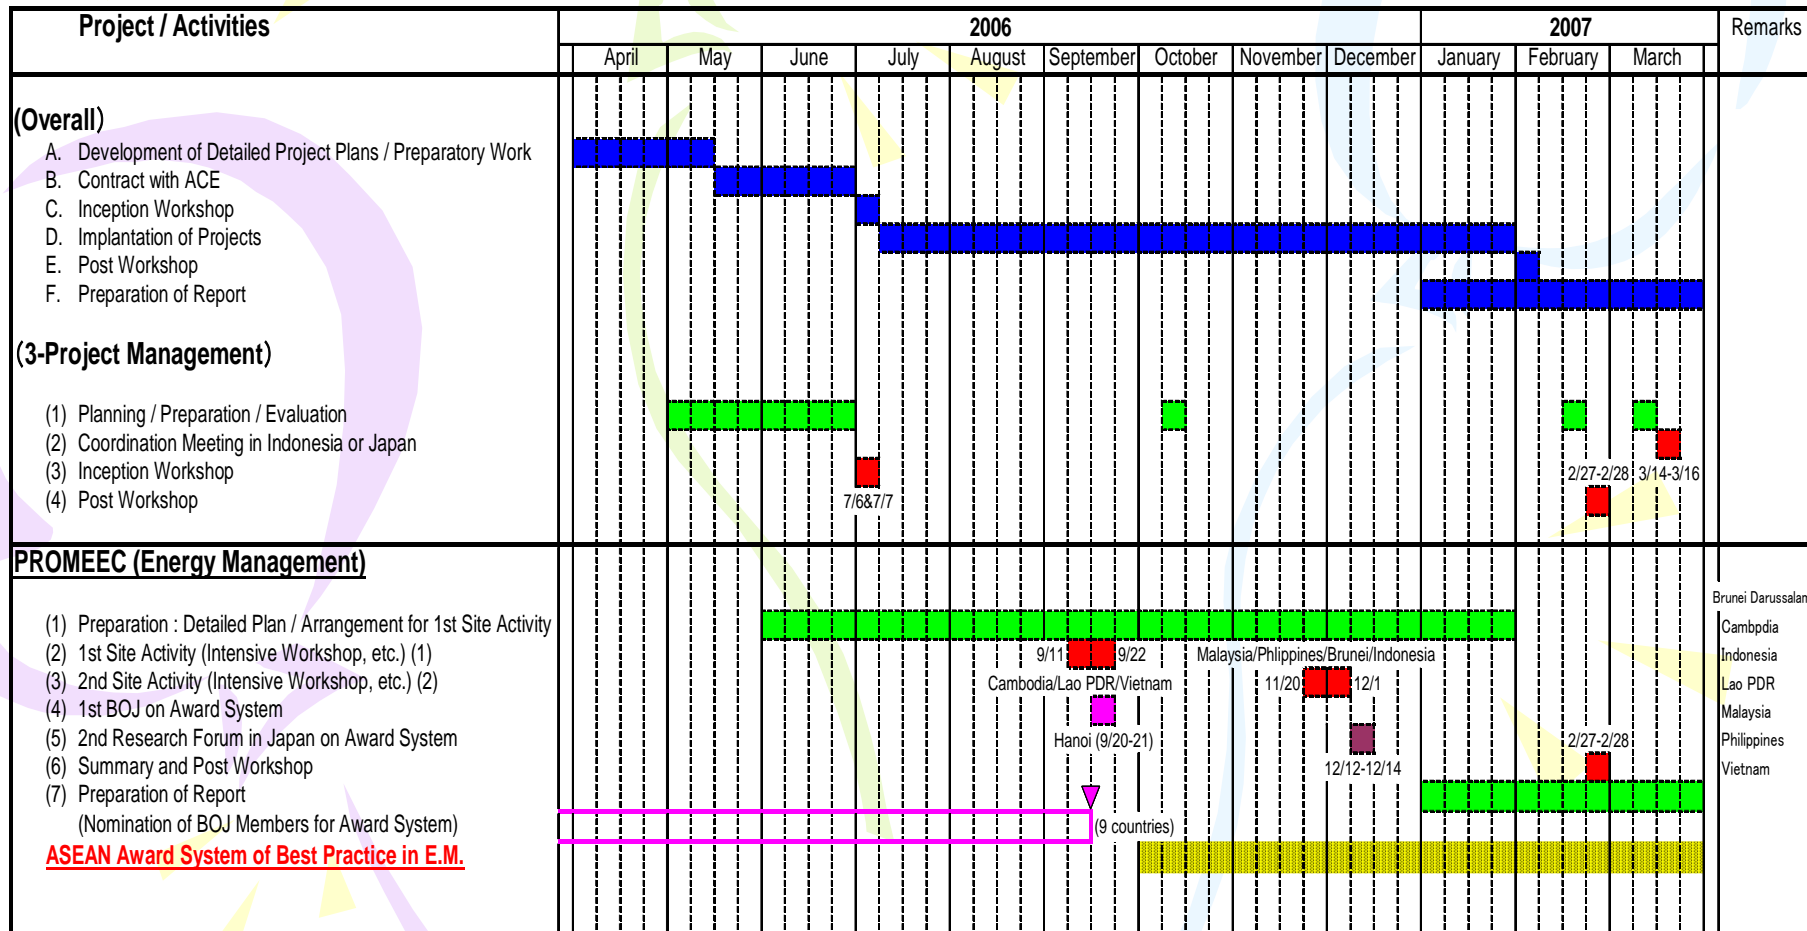 Project / Activities 2006 2007 Remarks
April May June July August September October November December January February March
(Overall)
A. Development of Detailed Project Plans / Preparatory Work
B. Contract with ACE
C. Inception Workshop
D. Implantation of Projects
E. Post Workshop
F. Preparation of Report
(3-Project Management)
(1) Planning / Preparation / Evaluation
(2) Coordination Meeting in Indonesia or Japan
(3) Inception Workshop 2/27-2/28 3/14-3/16
(4) Post Workshop 7/6&7/7
PROMEEC (Energy Management)
Brunei Darussalam
(1) Preparation : Detailed Plan / Arrangement for 1st Site Activity Cambpdia
(2) 1st Site Activity (Intensive Workshop, etc.) (1) 9/11 9/22 Malaysia/Phlippines/Brunei/Indonesia Indonesia
(3) 2nd Site Activity (Intensive Workshop, etc.) (2) Cambodia/Lao PDR/Vietnam 11/20 12/1 Lao PDR
(4) 1st BOJ on Award System Malaysia
(5) 2nd Research Forum in Japan on Award System Hanoi (9/20-21) 2/27-2/28 Philippines
(6) Summary and Post Workshop 12/12-12/14 Vietnam
(7) Preparation of Report
(Nomination of BOJ Members for Award System) (9 countries)
ASEAN Award System of Best Practice in E.M.